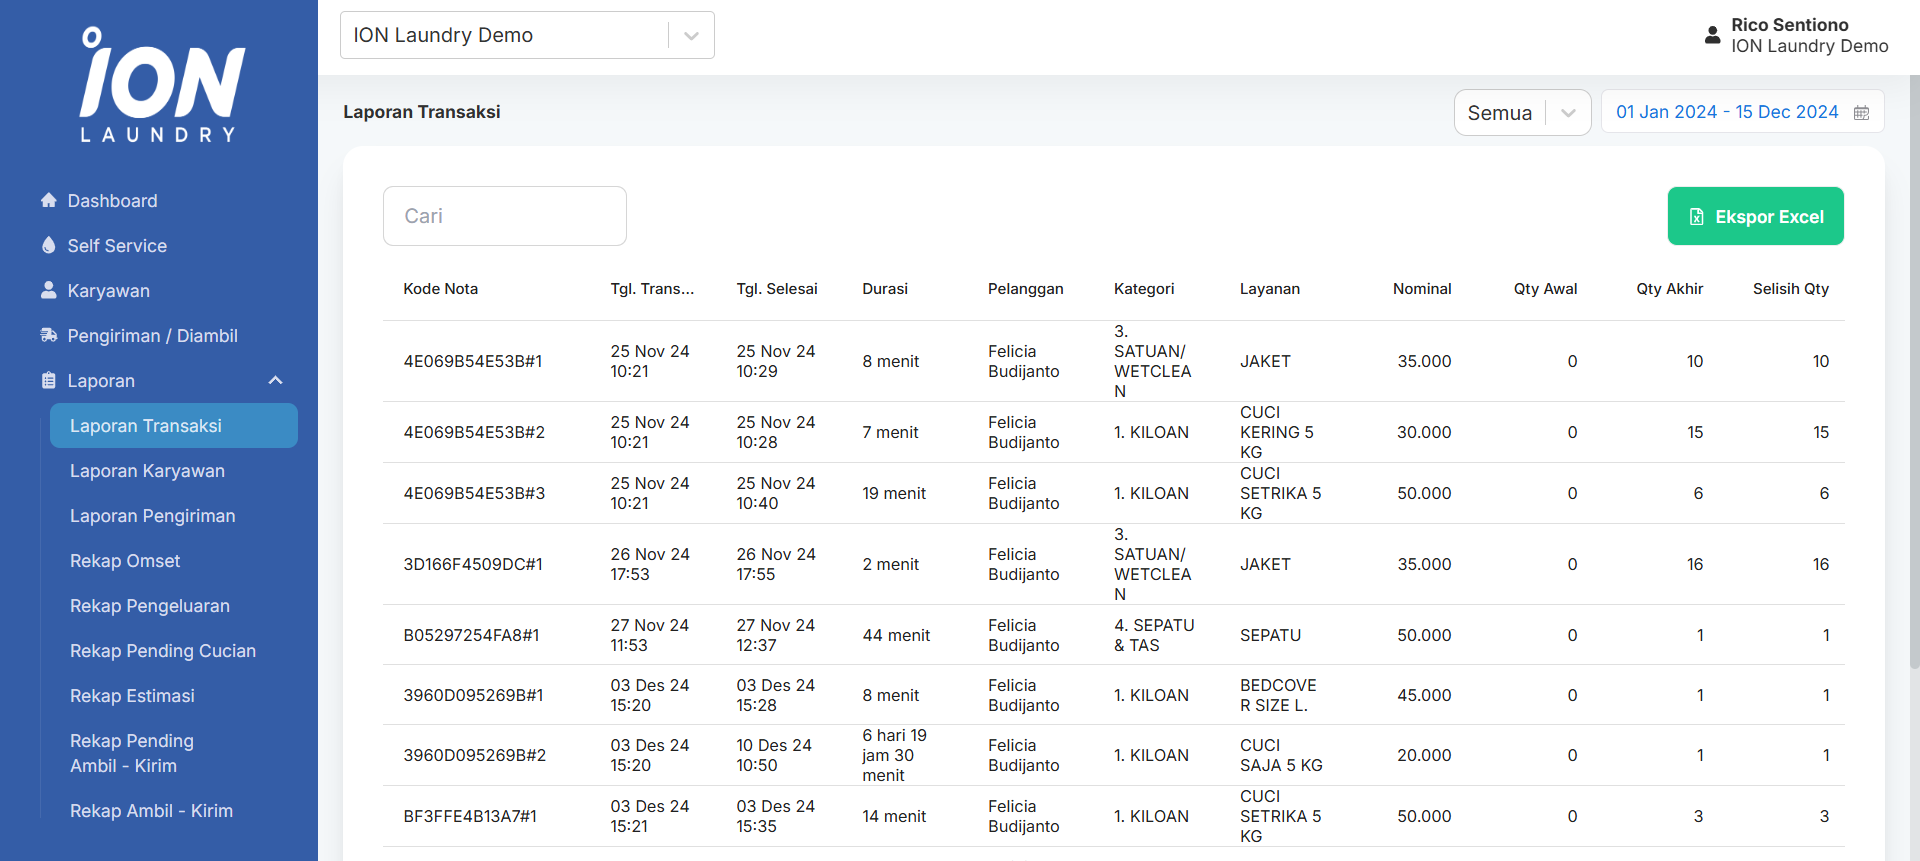 ION
LAUNDRY
Dashboard
Self Service
Karyawan
Pengiriman / Diambil
Laporan
Laporan Transaksi
Laporan Karyawan
Laporan Pengiriman
Rekap Omset
Rekap Pengeluaran
Rekap Pending Cucian
Rekap Estimasi
Rekap Pending
Ambil - Kirim
Rekap Ambil - Kirim
ION Laundry Demo
Rico Sentiono
ION Laundry Demo
Laporan Transaksi
Semua
01 Jan 2024 - 15 Dec 2024
Cari
Ekspor Excel
Kode Nota Tgl. Trans... Tgl. Selesai Durasi Pelanggan Kategori Layanan Nominal Qty Awal Qty Akhir Selisih Qty
4E069B54E53B#1
25 Nov 24
10:21
25 Nov 24
10:29
8 menit
Felicia
Budijanto
3.
SATUAN/
WETCLEA
N
JAKET
35.000
0
10
10
4E069B54E53B#2
25 Nov 24
10:21
25 Nov 24
10:28
7 menit
Felicia
Budijanto
1. KILOAN
CUCI
KERING 5
KG
30.000
0
15
15
4E069B54E53B#3
25 Nov 24
10:21
25 Nov 24
10:40
19 menit
Felicia
Budijanto
1. KILOAN
CUCI
SETRIKA 5
KG
50.000
0
6
6
3D166F4509DC#1
26 Nov 24
17:53
26 Nov 24
17:55
2 menit
Felicia
Budijanto
3.
SATUAN/
WETCLEA
N
JAKET
35.000
0
16
16
B05297254FA8#1
27 Nov 24
11:53
27 Nov 24
12:37
44 menit
Felicia
Budijanto
4. SEPATU
& TAS
SEPATU
50.000
0
1
1
3960D095269B#1
03 Des 24
15:20
03 Des 24
15:28
8 menit
Felicia
Budijanto
1. KILOAN
BEDCOVE
R SIZE L.
45.000
0
1
1
3960D095269B#2
03 Des 24
15:20
10 Des 24
10:50
6 hari 19
jam 30
menit
Felicia
Budijanto
1. KILOAN
CUCI
SAJA 5 KG
20.000
0
1
1
BF3FFE4B13A7#1
03 Des 24
15:21
03 Des 24
15:35
14 menit
Felicia
Budijanto
1. KILOAN
CUCI
SETRIKA 5
KG
50.000
0
3
3